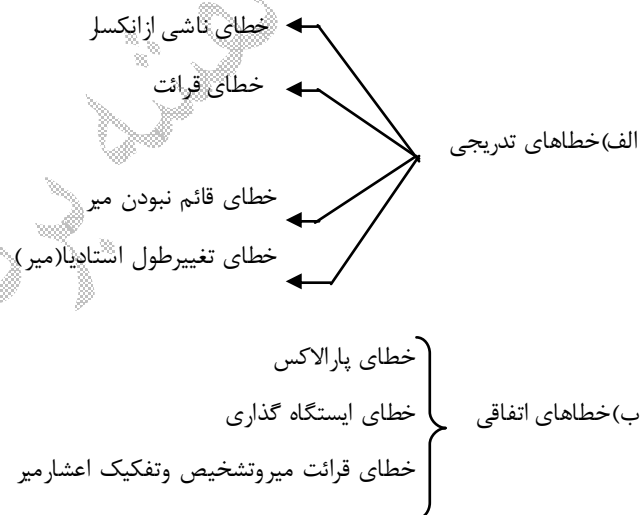 خطای ناشی ازانکسار
خطای قرائت
الف)خطاهای تدریجی
خطای قائم نبودن میر
خطای تغییرطول استادیا(میر)
خطای پارالاکس
ب)خطاهای اتفاقی
خطای ایستگاه گذاری
خطای قرائت میروتشخیص وتفکیک اعشارمیر